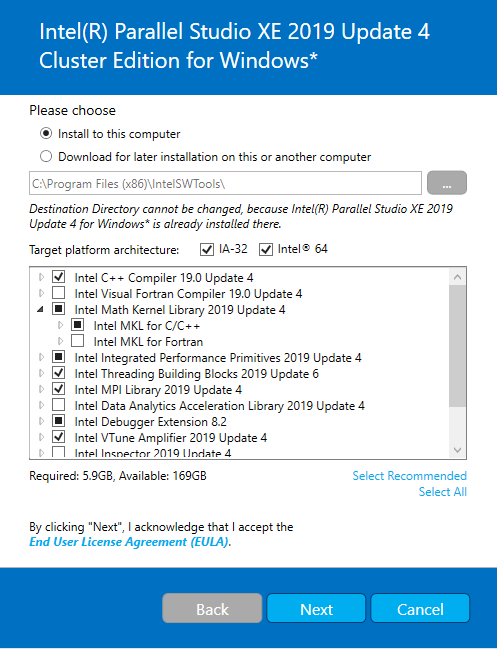 Intel(R) Parallel Studio XE 2019 Update 4
Cluster Edition for Windows*
Please choose
Install to this computer
Download for later installation on this or another computer
C:\Program Files (x86)\IntelSWTools\
...
Destination Directory cannot be changed, because Intel(R) Parallel Studio XE 2019
Update 4 for Windows* is already installed there.
Target platform architecture: IA-32 Intel® 64
Intel C++ Compiler 19.0 Update 4
Intel Visual Fortran Compiler 19.0 Update 4
Intel Math Kernel Library 2019 Update 4
Intel MKL for C/C++
Intel MKL for Fortran
Intel Integrated Performance Primitives 2019 Update 4
Intel Threading Building Blocks 2019 Update 6
Intel MPI Library 2019 Update 4
Intel Data Analytics Acceleration Library 2019 Update 4
Intel Debugger Extension 8.2
Intel VTune Amplifier 2019 Update 4
Intel Inspector 2019 Update 4
Required: 5.9GB, Available: 169GB
Select Recommended
Select All
By clicking "Next", I acknowledge that I accept the
End User License Agreement (EULA).
Back Next Cancel